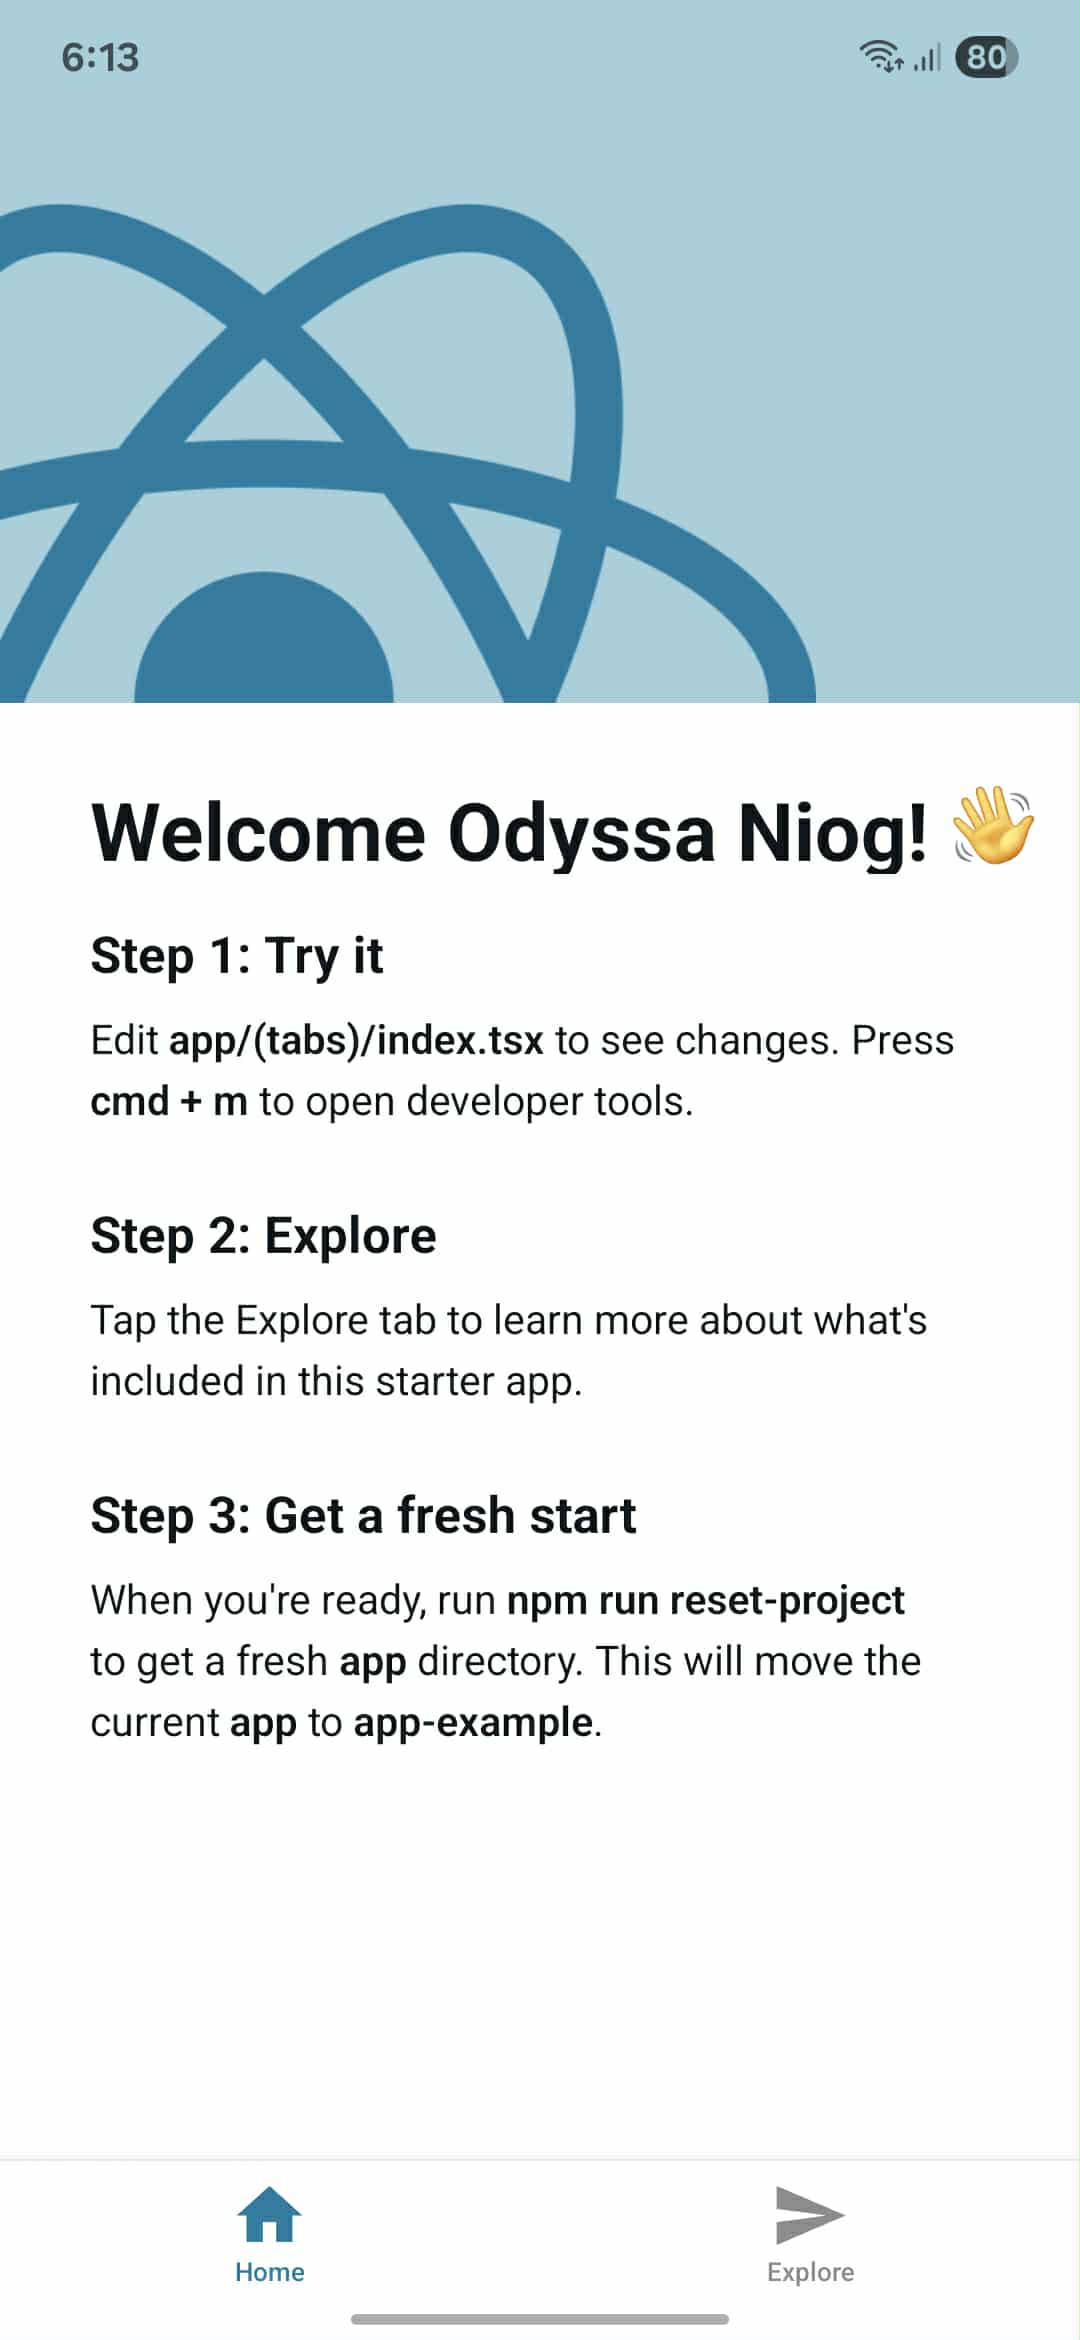 6:13
80
Welcome Odyssa Niog! 👋
Step 1: Try it
Edit app/(tabs)/index.tsx to see changes. Press
cmd + m to open developer tools.
Step 2: Explore
Tap the Explore tab to learn more about what's
included in this starter app.
Step 3: Get a fresh start
When you're ready, run npm run reset-project
to get a fresh app directory. This will move the
current app to app-example.
Home
Explore